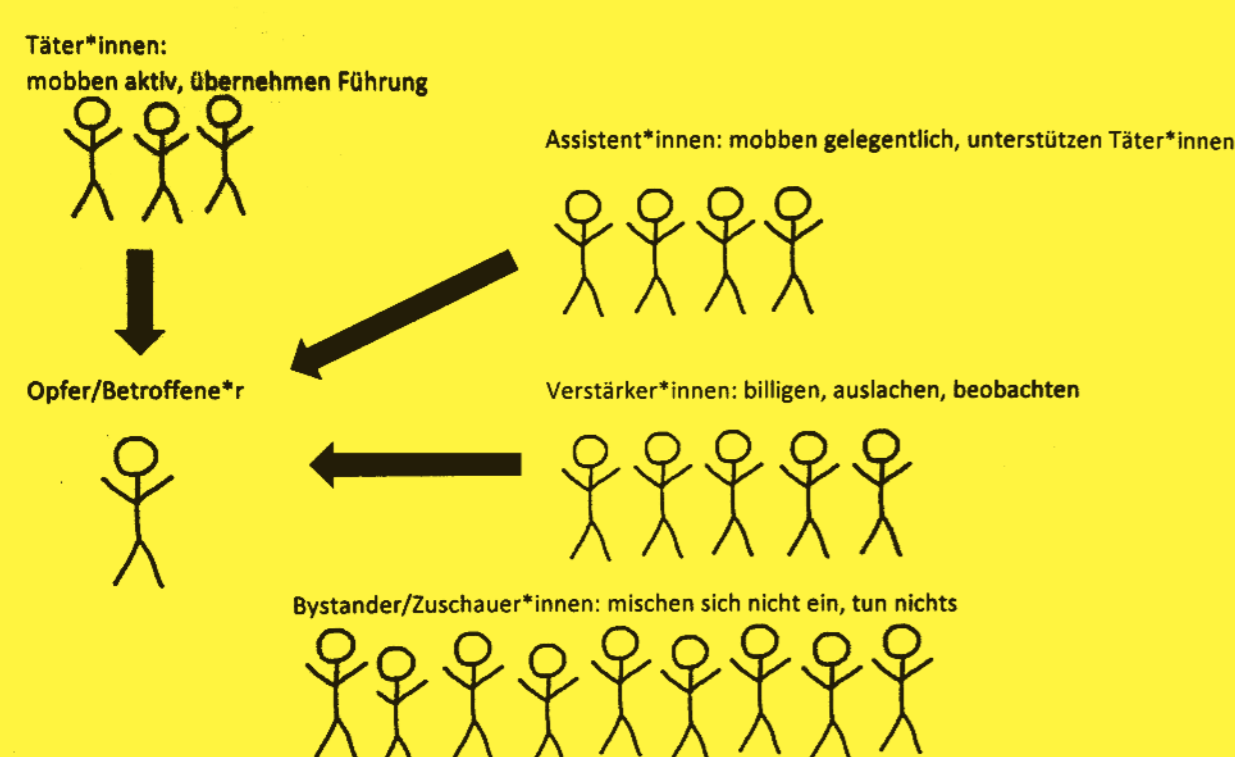 Täter*innen:
mobben aktiv, übernehmen Führung
Assistent*innen: mobben gelegentlich, unterstützen Täter*innen
Opfer/Betroffene*r
Verstärker*innen: billigen, auslachen, beobachten
Bystander/Zuschauer*innen: mischen sich nicht ein, tun nichts